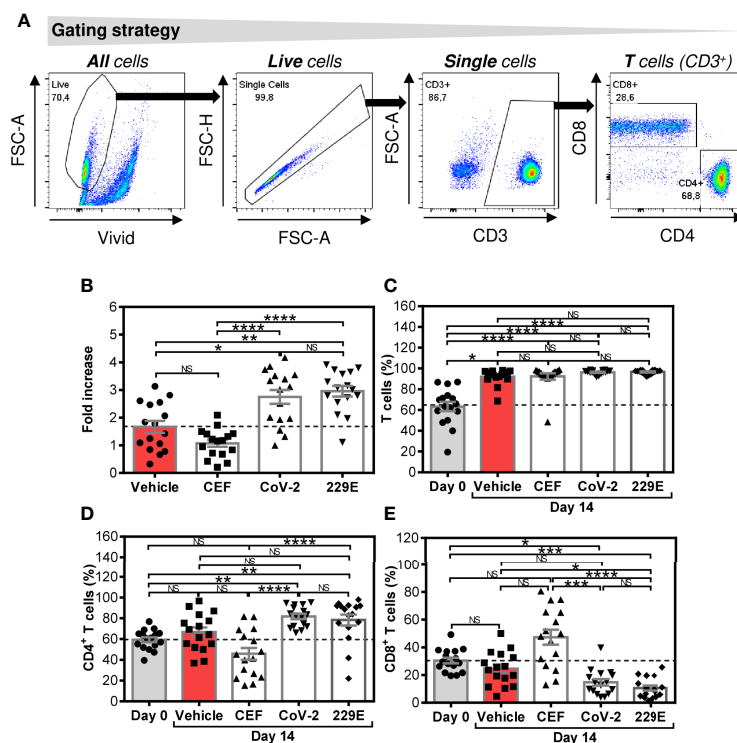 A
Gating strategy
All cells
Live cells
Single cells
T cells (CD3+)
Live
70,4
Single Cells
99,8
CD3+
86,7
CD8+
28,6
CD4+
68,8
FSC-A
FSC-H
FSC-A
CD8
Vivid
FSC-A
CD3
CD4
B
Fold increase
6
5
4
3
2
1
0
****
****
**
*
NS
NS
Vehicle CEF CoV-2 229E
C
T cells (%)
160
140
120
100
80
60
40
20
0
NS
****
****
NS
****
NS
*
NS
NS
Day 0 Vehicle CEF CoV-2 229E
Day 14
D
CD4+ T cells (%)
160
140
120
100
80
60
40
20
0
NS
****
NS
NS
**
**
NS
NS
****
NS
Day 0 Vehicle CEF CoV-2 229E
Day 14
E
CD8+ T cells (%)
120
100
80
60
40
20
0
*
***
NS
*
NS
****
NS
***
NS
NS
Day 0 Vehicle CEF CoV-2 229E
Day 14